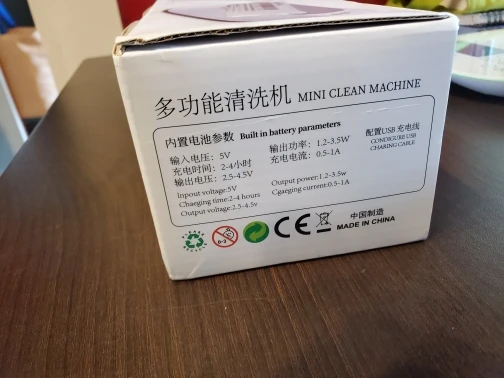 多功能清洗机 MINI CLEAN MACHINE
内置电池参数 Built in battery parameters
输入电压: 5V
充电时间: 2-4小时
输出电压: 2.5-4.5V
输出功率: 1.2-3.5W
充电电流: 0.5-1A
配置USB充电线
CONDIGURE USB
CHARING CABLE
Inpout voltage:5V
Chaeging time:2-4 hours
Output voltage:2.5-4.5v
Output power:1.2-3.5w
Cgaeging current:0.5-1A
0-3
CE
中国制造
MADE IN CHINA